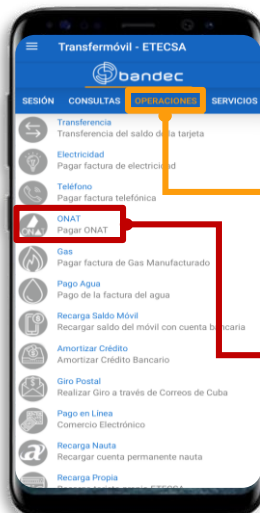 Transfermóvil - ETECSA
bandec
SESIÓN CONSULTAS OPERACIONES SERVICIOS
Transferencia
Transferencia del saldo de la tarjeta
Electricidad
Pagar factura de electricidad
Teléfono
Pagar factura telefónica
ONAT
Pagar ONAT
Gas
Pagar factura de Gas Manufacturado
Pago Agua
Pago de la factura del agua
Recarga Saldo Móvil
Recargar saldo del móvil con cuenta bancaria
Amortizar Crédito
Amortizar Crédito Bancario
Giro Postal
Realizar Giro a través de Correos de Cuba
Pago en Línea
Comercio Electrónico
Recarga Nauta
Recargar cuenta permanente nauta
Recarga Propia